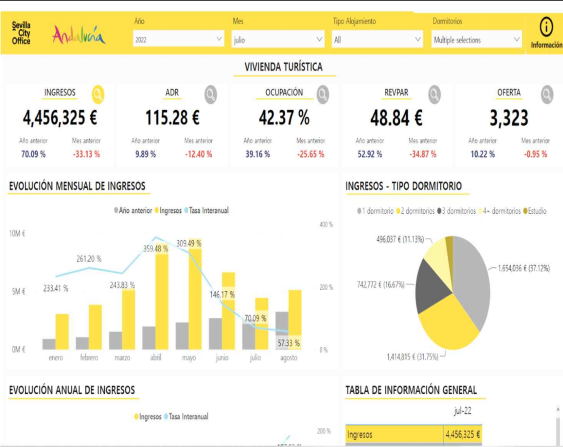 Sevilla
City
Office
Andalucía
Año
2022
Mes
julio
Tipo Alojamiento
All
Dormitorios
Multiple selections
Información
VIVIENDA TURÍSTICA
INGRESOS
4,456,325 €
Año anterior
Mes anterior
70.09 %
-33.13 %
ADR
115.28 €
Año anterior
Mes anterior
9.89 %
-12.40 %
OCUPACIÓN
42.37 %
Año anterior
Mes anterior
39.16 %
-25.65 %
REVPAR
48.84 €
Año anterior
Mes anterior
52.92 %
-34.87 %
OFERTA
3,323
Año anterior
Mes anterior
10.22 %
-0.95 %
EVOLUCIÓN MENSUAL DE INGRESOS
Año anterior Ingresos Tasa Interanual
400 %
10M €
359.48 %
309.49 %
261.20 %
233.41 %
243.83 %
5M €
200 %
146.17 %
70.09 %
57.33 %
0M €
0 %
enero febrero marzo abril mayo junio julio agosto
INGRESOS - TIPO DORMITORIO
1 dormitorio 2 dormitorios 3 dormitorios 4+ dormitorios Estudio
496,037 € (11.13%)
1,654,036 € (37.12%)
742,772 € (16.67%)
1,414,815 € (31.75%)
EVOLUCIÓN ANUAL DE INGRESOS
Ingresos Tasa Interanual
200 %
TABLA DE INFORMACIÓN GENERAL
jul-22
Ingresos 4,456,325 €